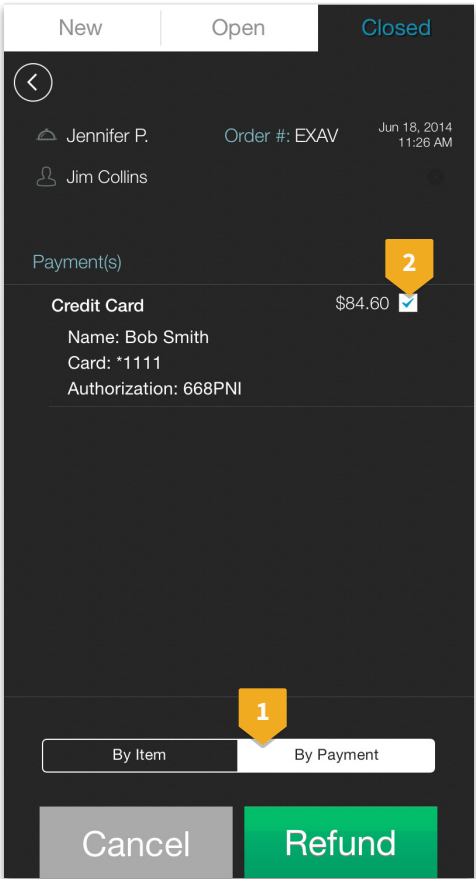 New Open Closed
Jennifer P. Order #: EXAV Jun 18, 2014
11:26 AM
Jim Collins
Payment(s)
2
Credit Card $84.60
Name: Bob Smith
Card: *1111
Authorization: 668PNI
1
By Item By Payment
Cancel Refund